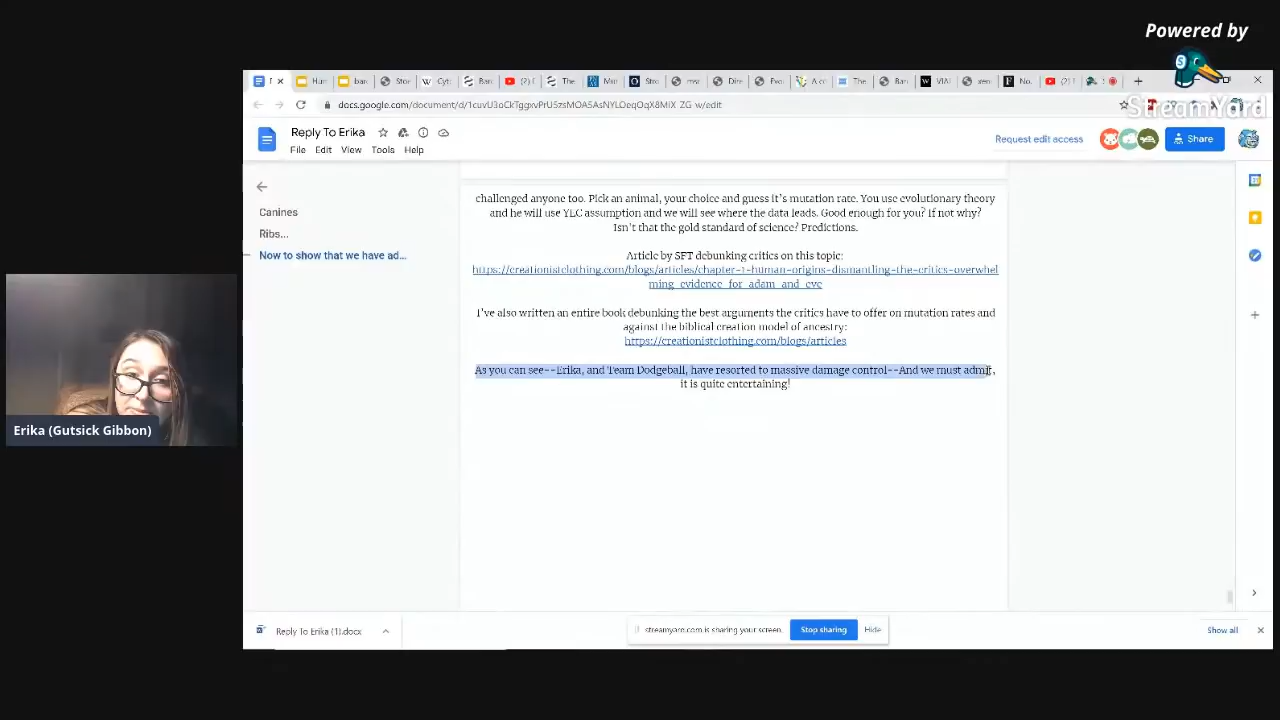 Powered by
StreamYard
docs.google.com/document/d/
Reply To Erika
File Edit View Tools Help
Request edit access
Share
Canines
Ribs...
Now to show that we have ad...
challenged anyone too. Pick an animal, your choice and guess it's mutation rate. You use evolutionary theory
and he will use YEC assumption and we will see where the data leads. Good enough for you? If not why?
Isn't that the gold standard of science? Predictions.
Article by SFT debunking critics on this topic:
https://creationistclothing.com/blogs/articles/chapter-1-human-origins-dismantling-the-critics-overwhel
ming_evidence_for_adam_and_eve
I've also written an entire book debunking the best arguments the critics have to offer on mutation rates and
against the biblical creation model of ancestry:
https://creationistclothing.com/blogs/articles
As you can see--Erika, and Team Dodgeball, have resorted to massive damage control--And we must admit,
it is quite entertaining!
Erika (Gutsick Gibbon)
Reply To Erika (1).docx
streamyard.com is sharing your screen.
Stop sharing
Hide
Show all